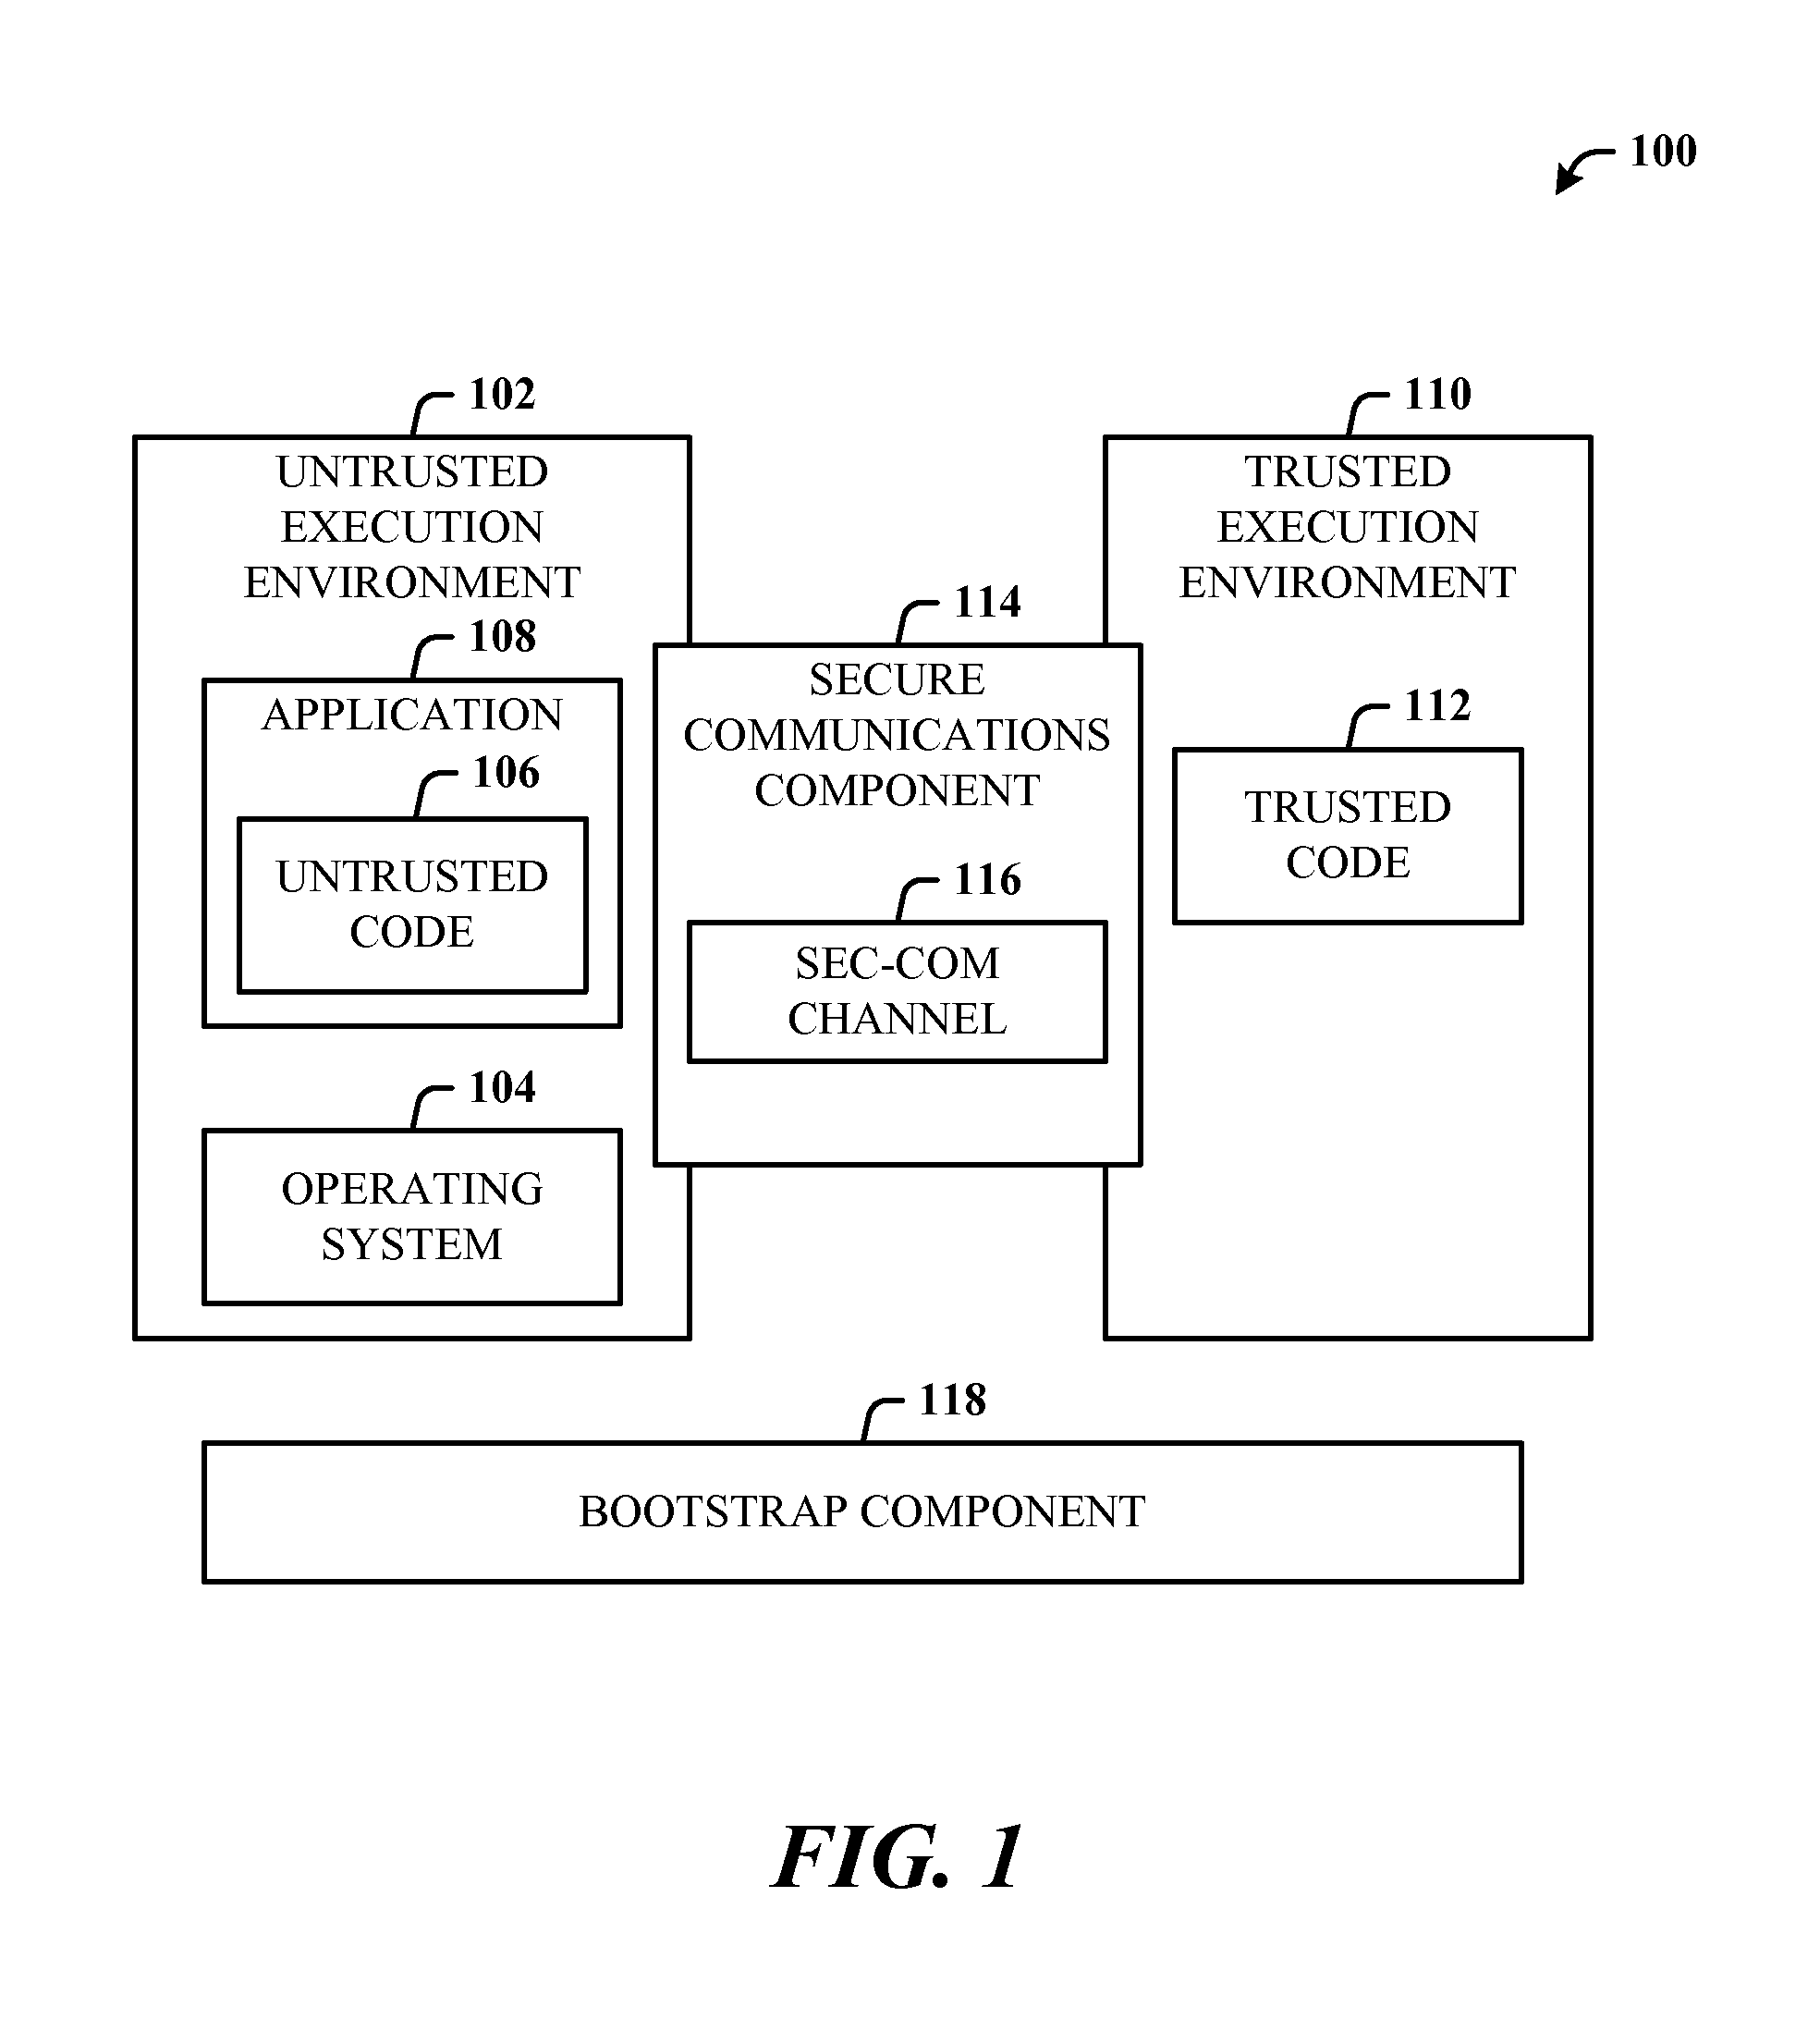 100
102
UNTRUSTED
EXECUTION
ENVIRONMENT
108
APPLICATION
106
UNTRUSTED
CODE
104
OPERATING
SYSTEM
114
SECURE
COMMUNICATIONS
COMPONENT
116
SEC-COM
CHANNEL
110
TRUSTED
EXECUTION
ENVIRONMENT
112
TRUSTED
CODE
118
BOOTSTRAP COMPONENT
FIG. 1